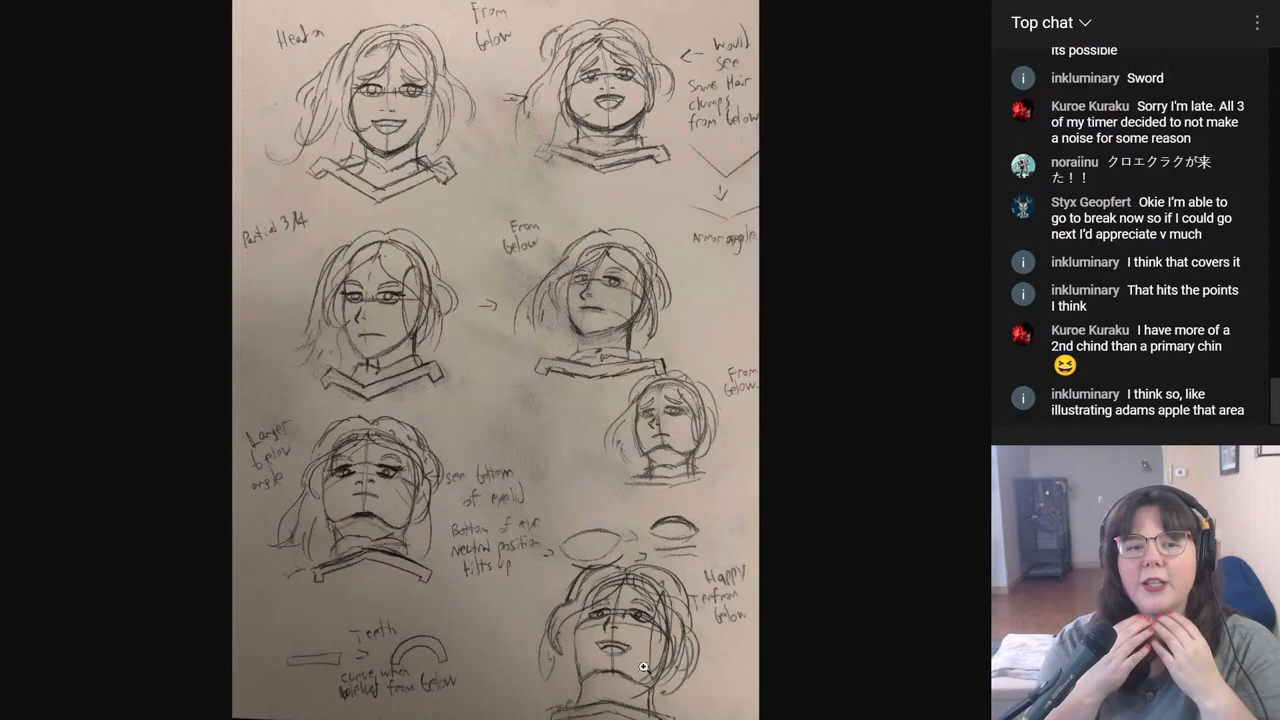 Head on
From
below
<- Would
see
Some Hair
clumps
from below
Partial 3/4
From
below
Armor angle
From
below
Larger
below
angle
see bottom
of eyelid
Bottom of
neutral position
tilts up
Happy
from
below
Teeth
curve when
from below
Top chat
its possible
i
inkluminary Sword
Kuroe Kuraku Sorry I'm late. All 3
of my timer decided to not make
a noise for some reason
noraiinu クロエクラクが来
た！！
Styx Geopfert Okie I'm able to
go to break now so if I could go
next I'd appreciate v much
i
inkluminary I think that covers it
i
inkluminary That hits the points
I think
Kuroe Kuraku I have more of a
2nd chind than a primary chin
i
inkluminary I think so, like
illustrating adams apple that area